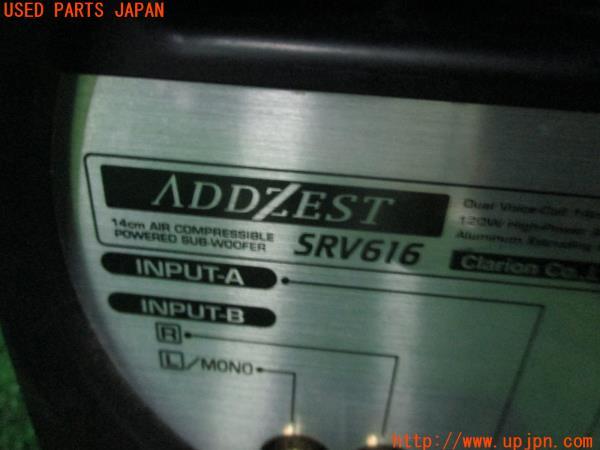 USED PARTS JAPAN
ADDZEST
14cm AIR COMPRESSIBLE
POWERED SUB-WOOFER
SRV616
Dual Voice-Coil
120W High-Power
Aluminum
Clarion Co.,
INPUT-A
INPUT-B
R
L/MONO
http://www.upjpn.com/